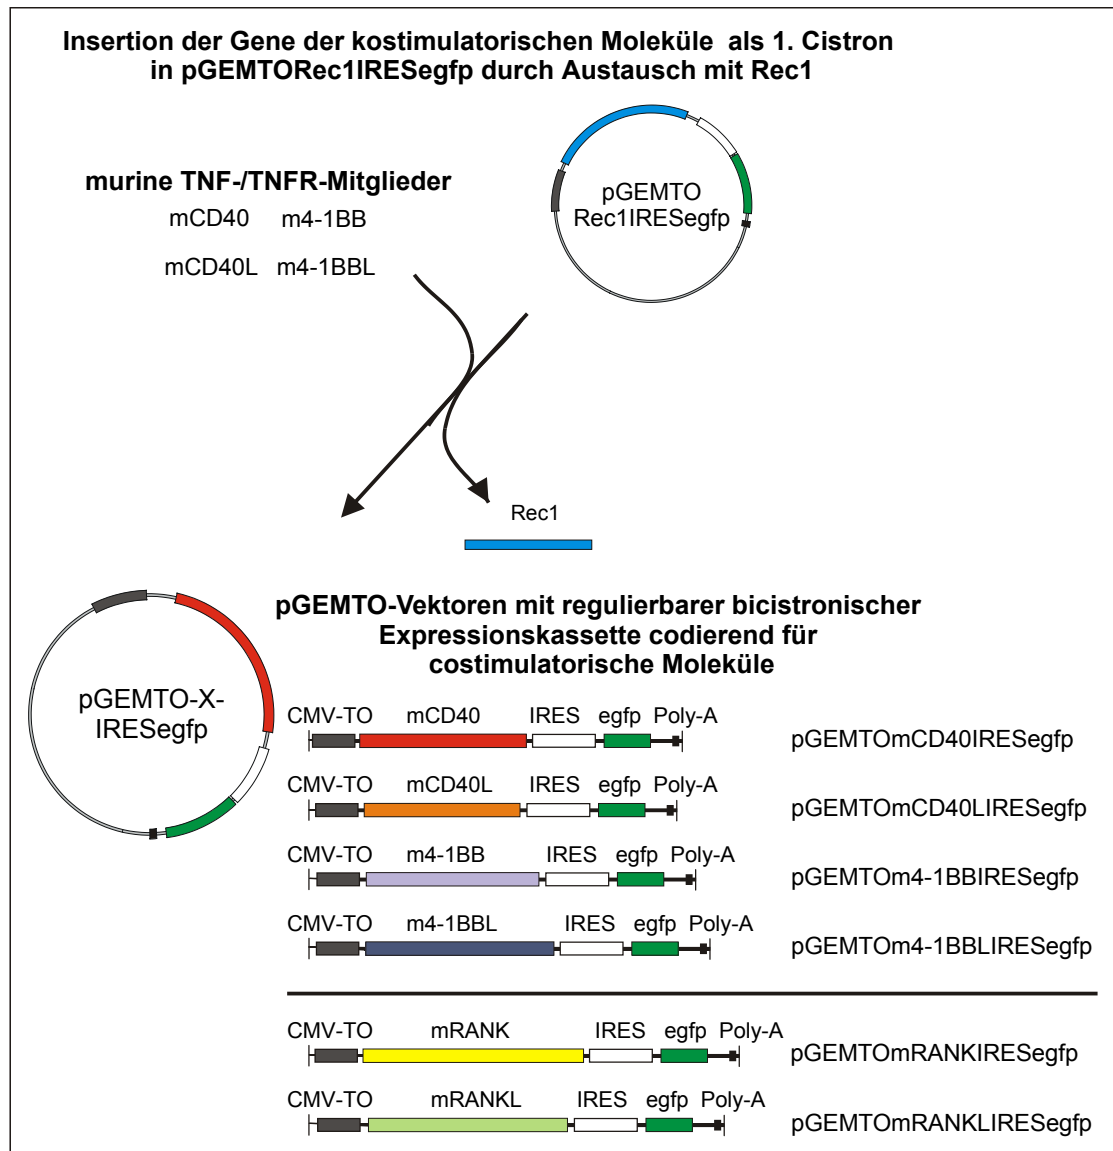 Insertion der Gene der kostimulatorischen Moleküle als 1. Cistron
in pGEMTORec1IRESegfp durch Austausch mit Rec1
murine TNF-/TNFR-Mitglieder
mCD40 m4-1BB
mCD40L m4-1BBL
pGEMTO
Rec1IRESegfp
Rec1
pGEMTO-Vektoren mit regulierbarer bicistronischer
Expressionskassette codierend für
costimulatorische Moleküle
pGEMTO-X-
IRESegfp
CMV-TO mCD40 IRES egfp Poly-A
pGEMTOmCD40IRESegfp
CMV-TO mCD40L IRES egfp Poly-A
pGEMTOmCD40LIRESegfp
CMV-TO m4-1BB IRES egfp Poly-A
pGEMTOm4-1BBIRESegfp
CMV-TO m4-1BBL IRES egfp Poly-A
pGEMTOm4-1BBLIRESegfp
CMV-TO mRANK IRES egfp Poly-A
pGEMTOmRANKIRESegfp
CMV-TO mRANKL IRES egfp Poly-A
pGEMTOmRANKLIRESegfp